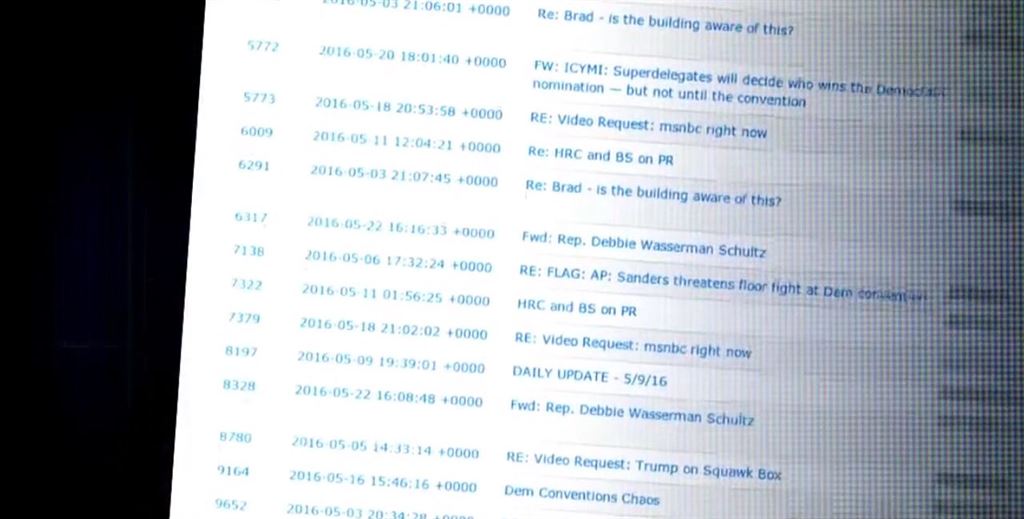 2016-05-03 21:06:01 +0000 Re: Brad - is the building aware of this?
5772 2016-05-20 18:01:40 +0000 FW: ICYMI: Superdelegates will decide who wins the Democratic
nomination — but not until the convention
5773 2016-05-18 20:53:58 +0000 RE: Video Request: msnbc right now
6009 2016-05-11 12:04:21 +0000 Re: HRC and BS on PR
6291 2016-05-03 21:07:45 +0000 Re: Brad - is the building aware of this?
6317 2016-05-22 16:16:33 +0000 Fwd: Rep. Debbie Wasserman Schultz
7138 2016-05-06 17:32:24 +0000 RE: FLAG: AP: Sanders threatens floor fight at Dem convention
7322 2016-05-11 01:56:25 +0000 HRC and BS on PR
7379 2016-05-18 21:02:02 +0000 RE: Video Request: msnbc right now
8197 2016-05-09 19:39:01 +0000 DAILY UPDATE - 5/9/16
8328 2016-05-22 16:08:48 +0000 Fwd: Rep. Debbie Wasserman Schultz
8780 2016-05-05 14:33:14 +0000 RE: Video Request: Trump on Squawk Box
9164 2016-05-16 15:46:16 +0000 Dem Conventions Chaos
9652 2016-05-03 20:34:28 +0000